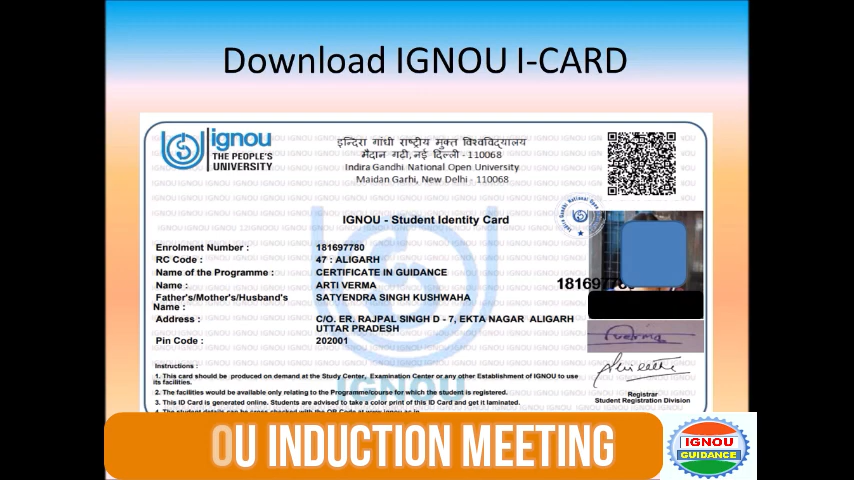 Download IGNOU I-CARD
ignou
THE PEOPLE'S
UNIVERSITY
इन्दिरा गांधी राष्ट्रीय मुक्त विश्वविद्यालय
मैदान गढ़ी, नई दिल्ली - 110068
Indira Gandhi National Open University
Maidan Garhi, New Delhi - 110068
IGNOU - Student Identity Card
Enrolment Number : 181697780
RC Code : 47 : ALIGARH
Name of the Programme : CERTIFICATE IN GUIDANCE
Name : ARTI VERMA
Father's/Mother's/Husband's Name : SATYENDRA SINGH KUSHWAHA
Address : C/O. ER. RAJPAL SINGH D - 7, EKTA NAGAR ALIGARH
UTTAR PRADESH
Pin Code : 202001
Instructions :
1. This card should be produced on demand at the Study Center, Examination Center or any other Establishment of IGNOU to use
its facilities.
2. The facilities would be available only relating to the Programme/course for which the student is registered.
3. This ID Card is generated online. Students are advised to take a color print of this ID Card and get it laminated.
Registrar
Student Registration Division
OU INDUCTION MEETING
IGNOU
GUIDANCE